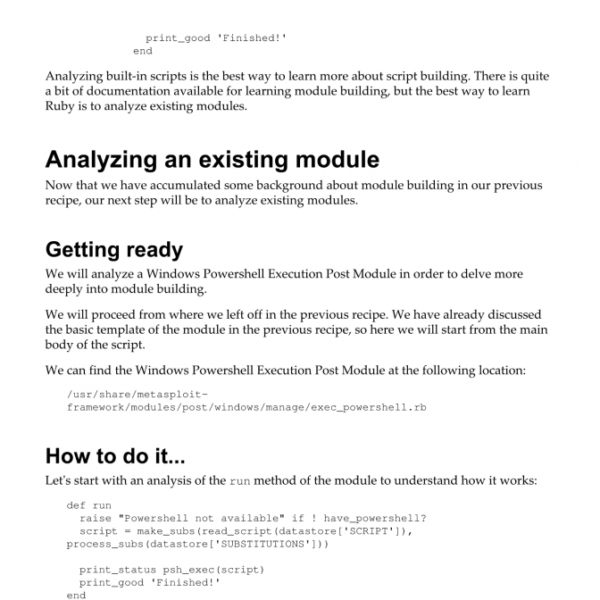 print_good 'Finished!'
end
Analyzing built-in scripts is the best way to learn more about script building. There is quite
a bit of documentation available for learning module building, but the best way to learn
Ruby is to analyze existing modules.
Analyzing an existing module
Now that we have accumulated some background about module building in our previous
recipe, our next step will be to analyze existing modules.
Getting ready
We will analyze a Windows Powershell Execution Post Module in order to delve more
deeply into module building.
We will proceed from where we left off in the previous recipe. We have already discussed
the basic template of the module in the previous recipe, so here we will start from the main
body of the script.
We can find the Windows Powershell Execution Post Module at the following location:
/usr/share/metasploit-
framework/modules/post/windows/manage/exec_powershell.rb
How to do it...
Let's start with an analysis of the run method of the module to understand how it works:
def run
raise "Powershell not available" if ! have_powershell?
script = make_subs(read_script(datastore['SCRIPT']),
process_subs(datastore['SUBSTITUTIONS']))
print_status psh_exec(script)
print_good 'Finished!'
end